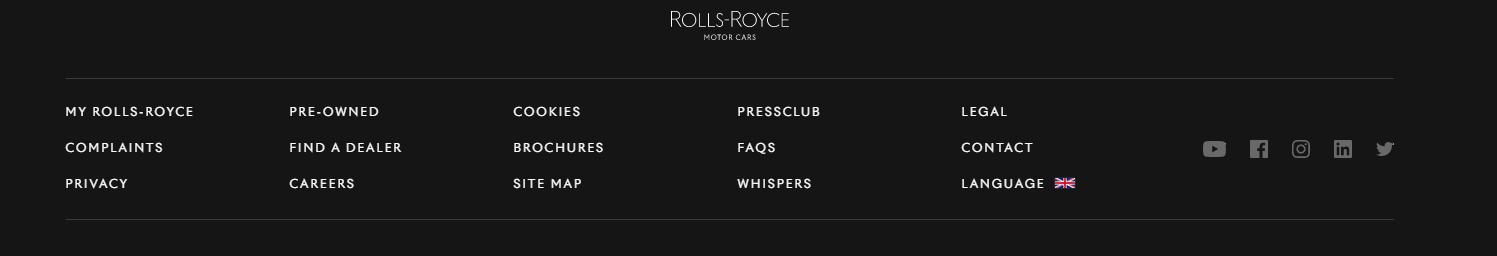 ROLLS-ROYCE
MOTOR CARS
MY ROLLS-ROYCE PRE-OWNED COOKIES PRESSCLUB LEGAL
COMPLAINTS FIND A DEALER BROCHURES FAQS CONTACT
PRIVACY CAREERS SITE MAP WHISPERS LANGUAGE